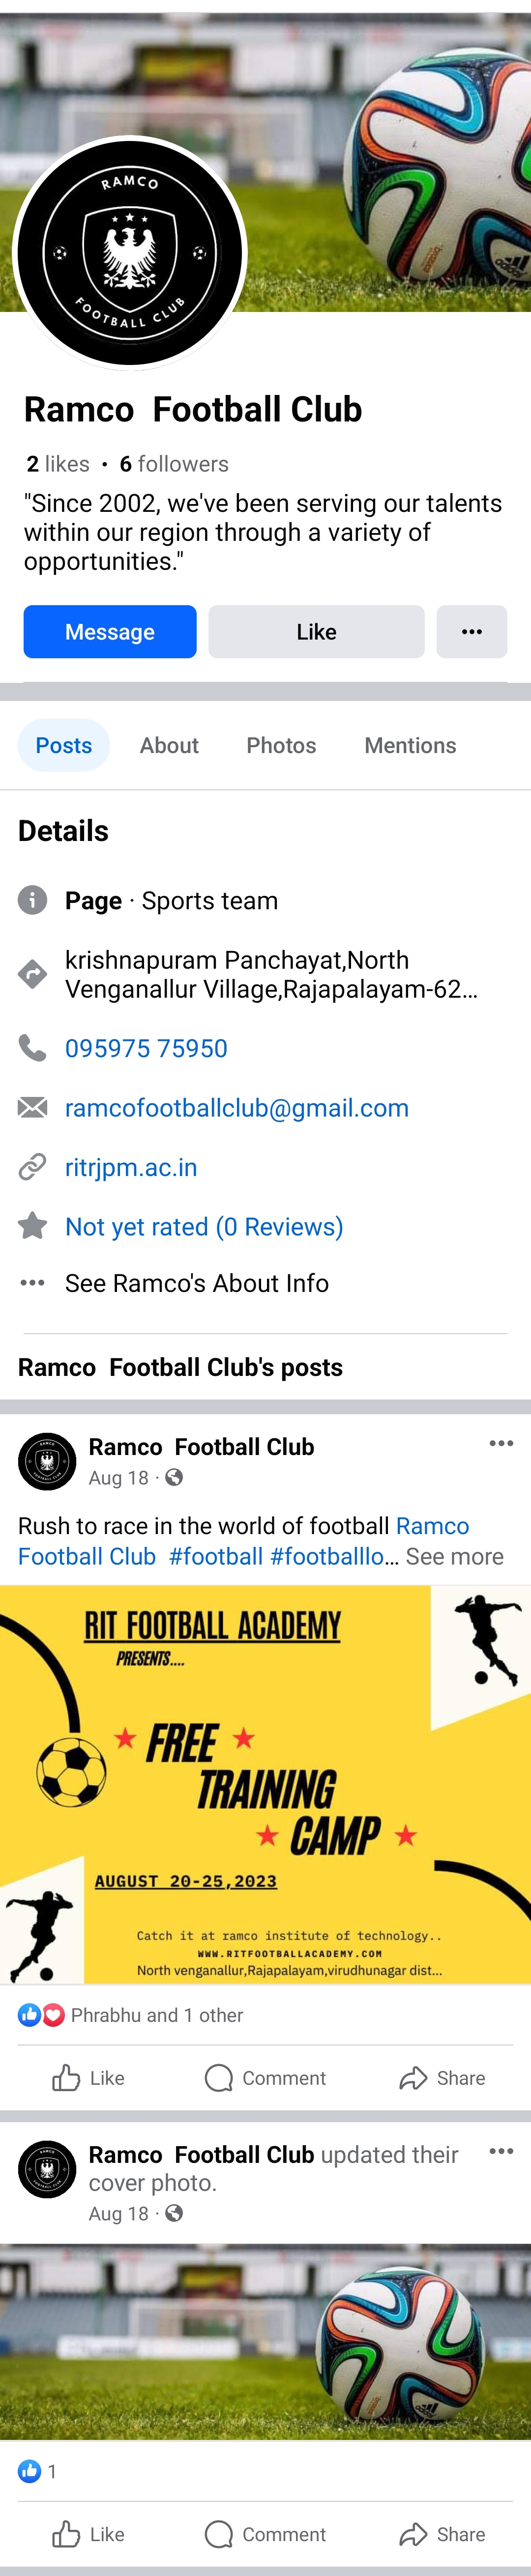 RAMCO
FOOTBALL CLUB
Ramco  Football Club
2 likes • 6 followers
"Since 2002, we've been serving our talents
within our region through a variety of
opportunities."
Message
Like
Posts
About
Photos
Mentions
Details
Page · Sports team
krishnapuram Panchayat,North
Venganallur Village,Rajapalayam-62...
095975 75950
ramcofootballclub@gmail.com
ritrjpm.ac.in
Not yet rated (0 Reviews)
See Ramco's About Info
Ramco  Football Club's posts
Ramco  Football Club
Aug 18 ·
Rush to race in the world of football Ramco
Football Club  #football #footballlo... See more
RIT FOOTBALL ACADEMY
PRESENTS....
FREE
TRAINING
CAMP
AUGUST 20-25,2023
Catch it at ramco institute of technology..
WWW.RITFOOTBALLACADEMY.COM
North venganallur,Rajapalayam,virudhunagar dist...
Phrabhu and 1 other
Like
Comment
Share
Ramco  Football Club updated their
cover photo.
Aug 18 ·
adidas
1
Like
Comment
Share